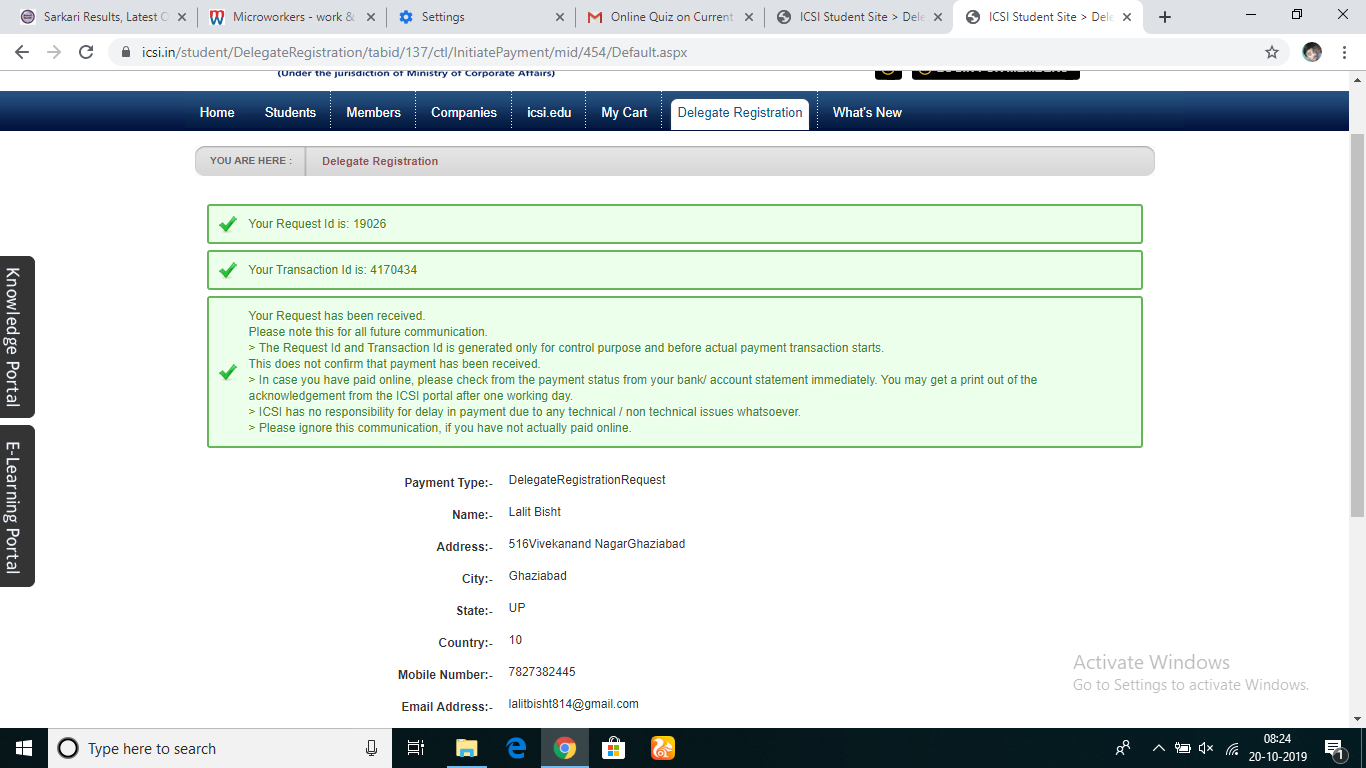 Sarkari Results, Latest
Microworkers - work &
Settings
Online Quiz on Current
ICSI Student Site > Dele
ICSI Student Site > Dele
icsi.in/student/DelegateRegistration/tabid/137/ctl/InitiatePayment/mid/454/Default.aspx
(Under the jurisdiction of Ministry of Corporate Affairs)
Home
Students
Members
Companies
icsi.edu
My Cart
Delegate Registration
What's New
YOU ARE HERE :
Delegate Registration
Your Request Id is: 19026
Your Transaction Id is: 4170434
Your Request has been received.
Please note this for all future communication.
> The Request Id and Transaction Id is generated only for control purpose and before actual payment transaction starts.
This does not confirm that payment has been received.
> In case you have paid online, please check from the payment status from your bank/ account statement immediately. You may get a print out of the
acknowledgement from the ICSI portal after one working day.
> ICSI has no responsibility for delay in payment due to any technical / non technical issues whatsoever.
> Please ignore this communication, if you have not actually paid online.
Knowledge Portal
E-Learning Portal
Payment Type:- DelegateRegistrationRequest
Name:- Lalit Bisht
Address:- 516Vivekanand NagarGhaziabad
City:- Ghaziabad
State:- UP
Country:- 10
Mobile Number:- 7827382445
Email Address:- lalitbisht814@gmail.com
Activate Windows
Go to Settings to activate Windows.
Type here to search
08:24
20-10-2019
1